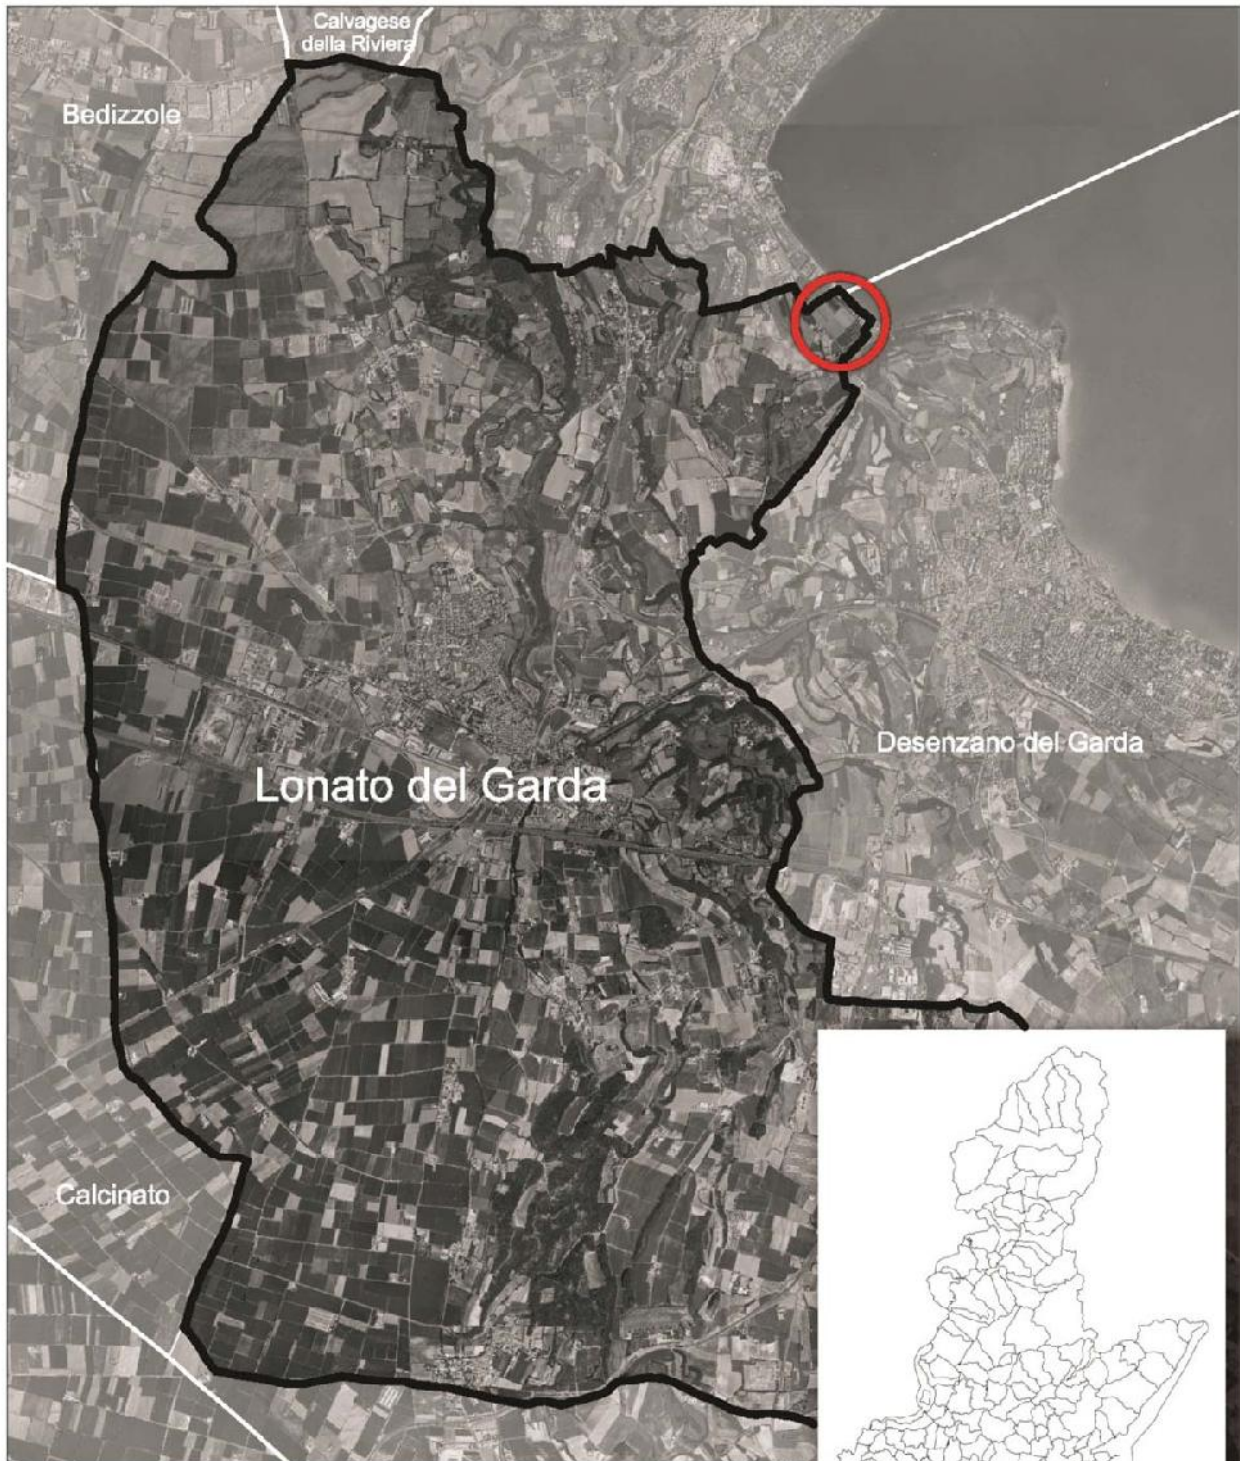 Calvagese
della Riviera
Bedizzole
Desenzano del Garda
Lonato del Garda
Calcinato